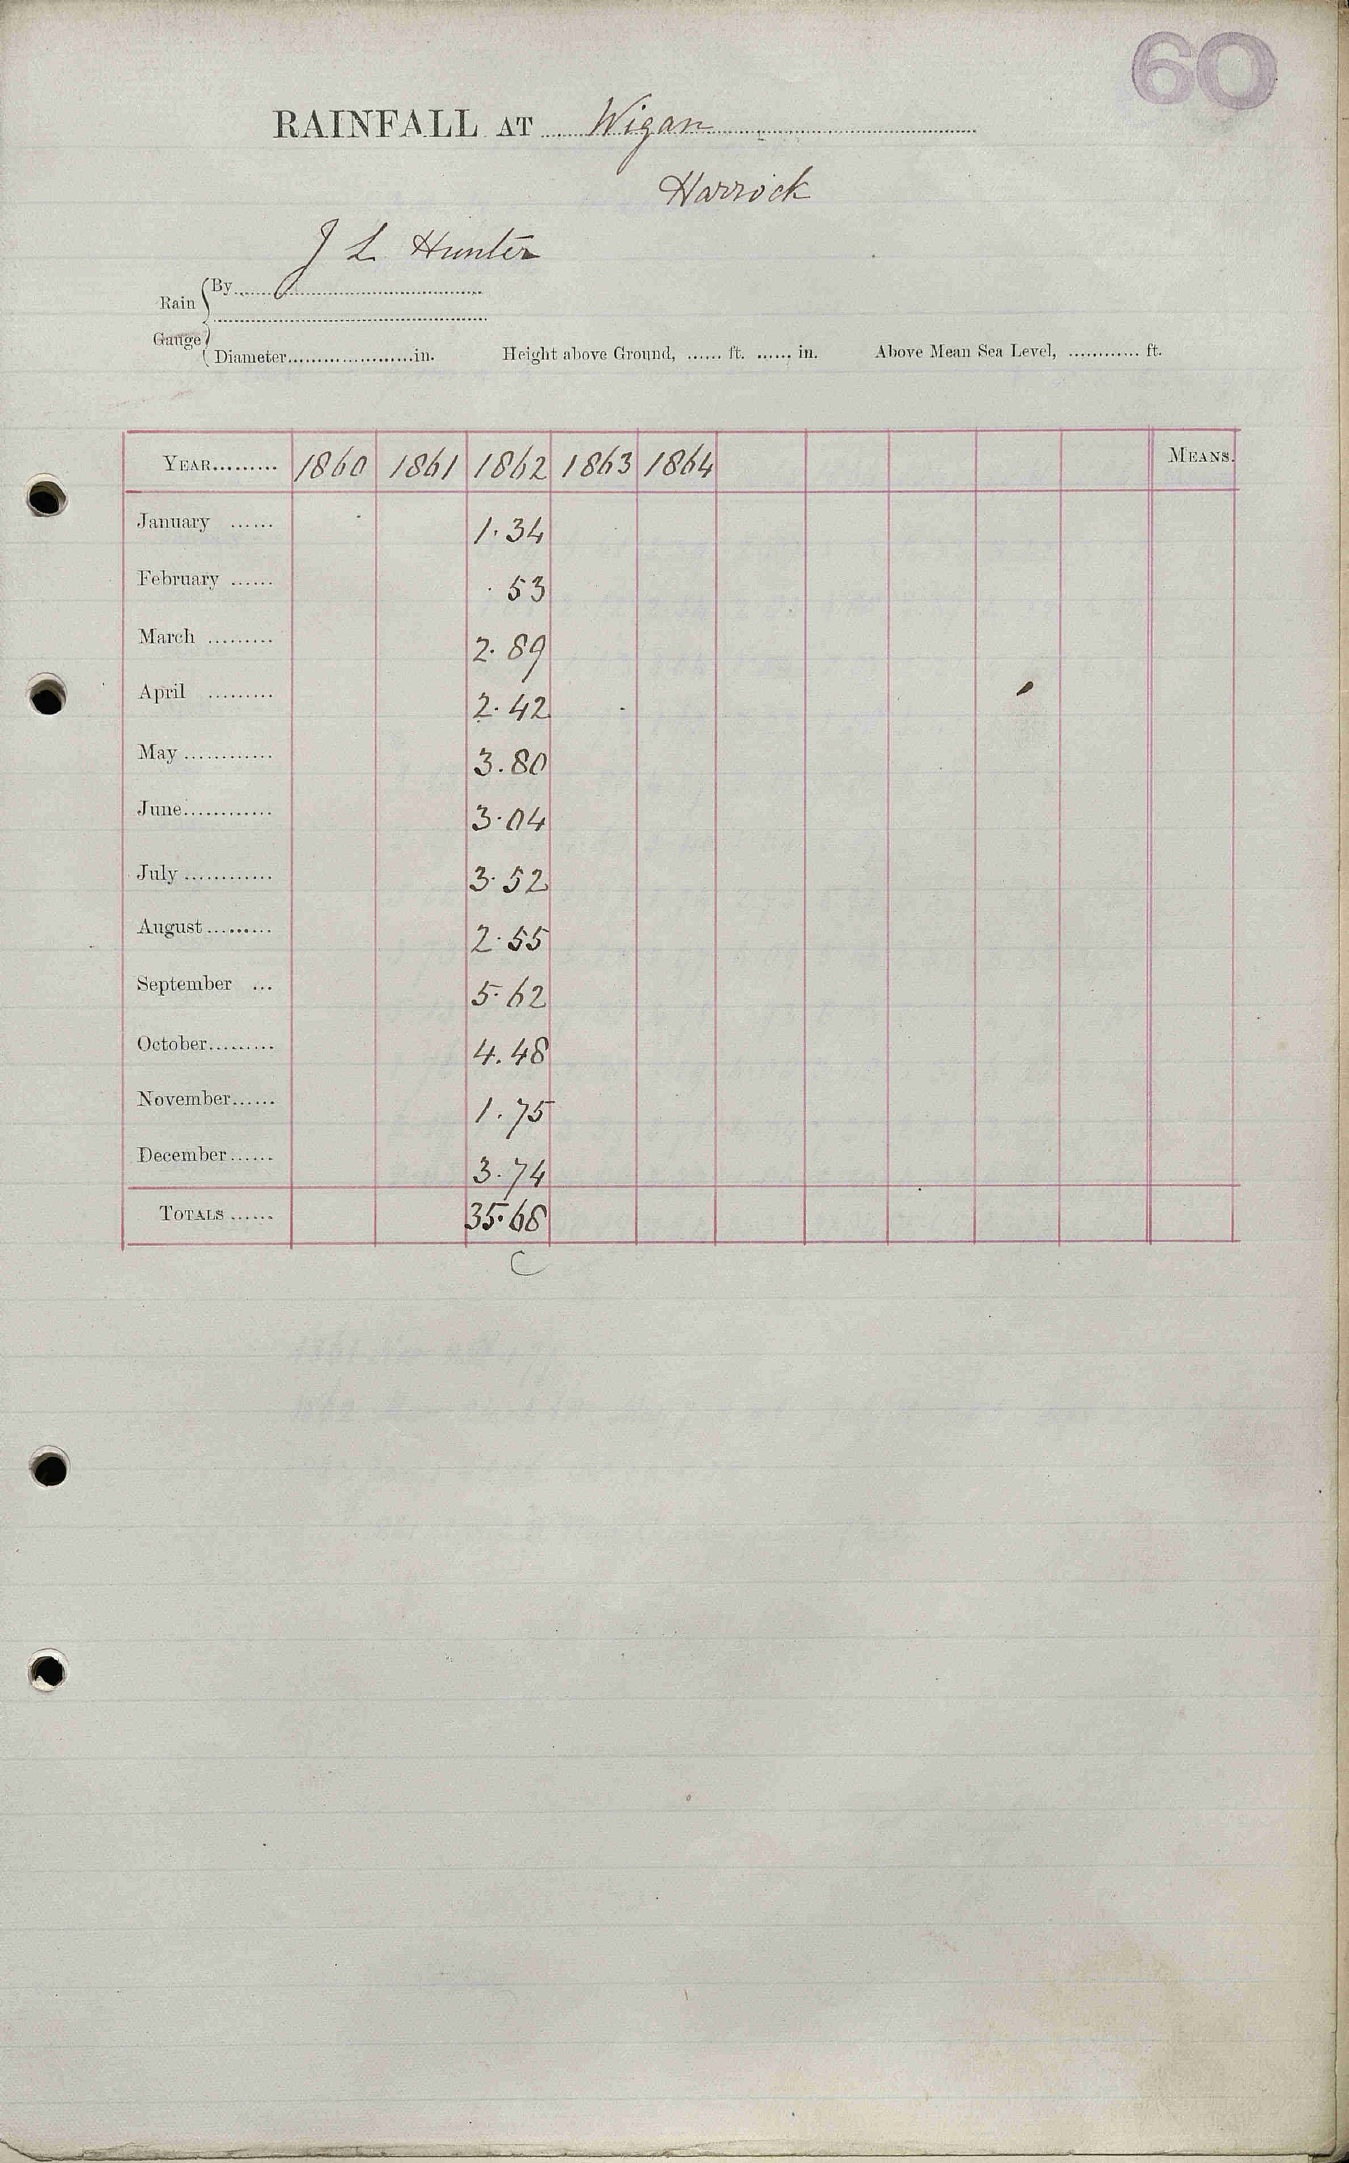 60
RAINFALL AT Wigan
Harrock
J L Hunter
Rain Gauge { By
Diameter in. Height above Ground, ft. in. Above Mean Sea Level, ft.
YEAR 1860 1861 1862 1863 1864 MEANS.
January 1.34
February .53
March 2.89
April 2.42
May 3.80
June 3.04
July 3.52
August 2.55
September 5.62
October 4.48
November 1.75
December 3.74
TOTALS 35.68
C